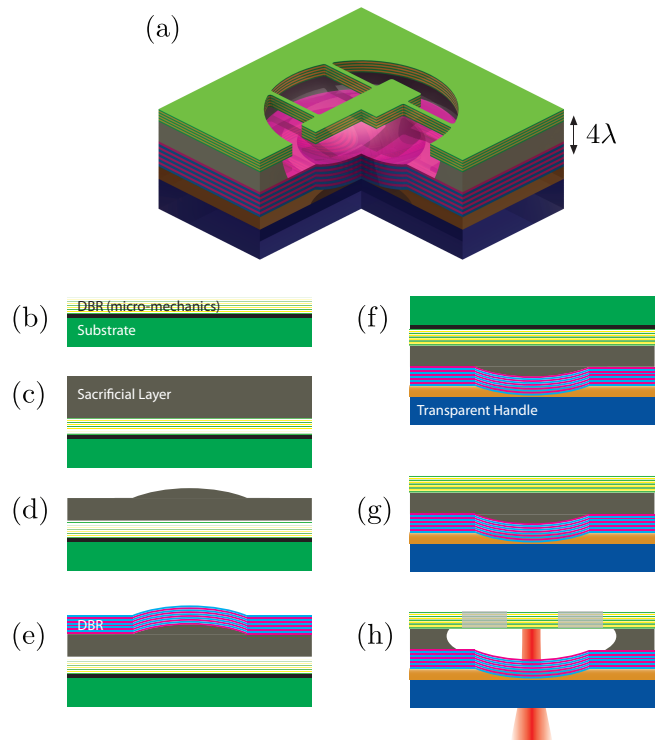 (a)
4λ
(b)
DBR (micro-mechanics)
Substrate
(c)
Sacrificial Layer
(d)
(e)
DBR
(f)
Transparent Handle
(g)
(h)